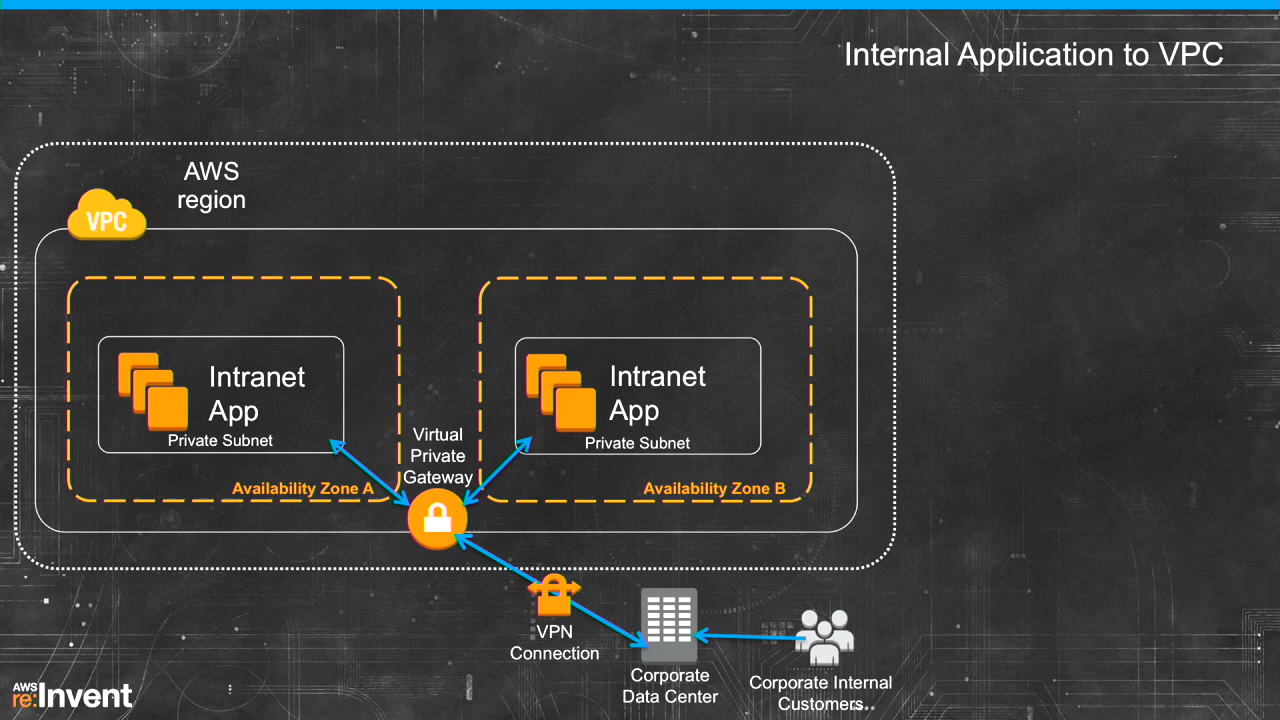 Internal Application to VPC
AWS
region
VPC
Intranet
App
Private Subnet
Availability Zone A
Intranet
App
Private Subnet
Availability Zone B
Virtual
Private
Gateway
VPN
Connection
Corporate
Data Center
Corporate Internal
Customers
AWS
re:Invent